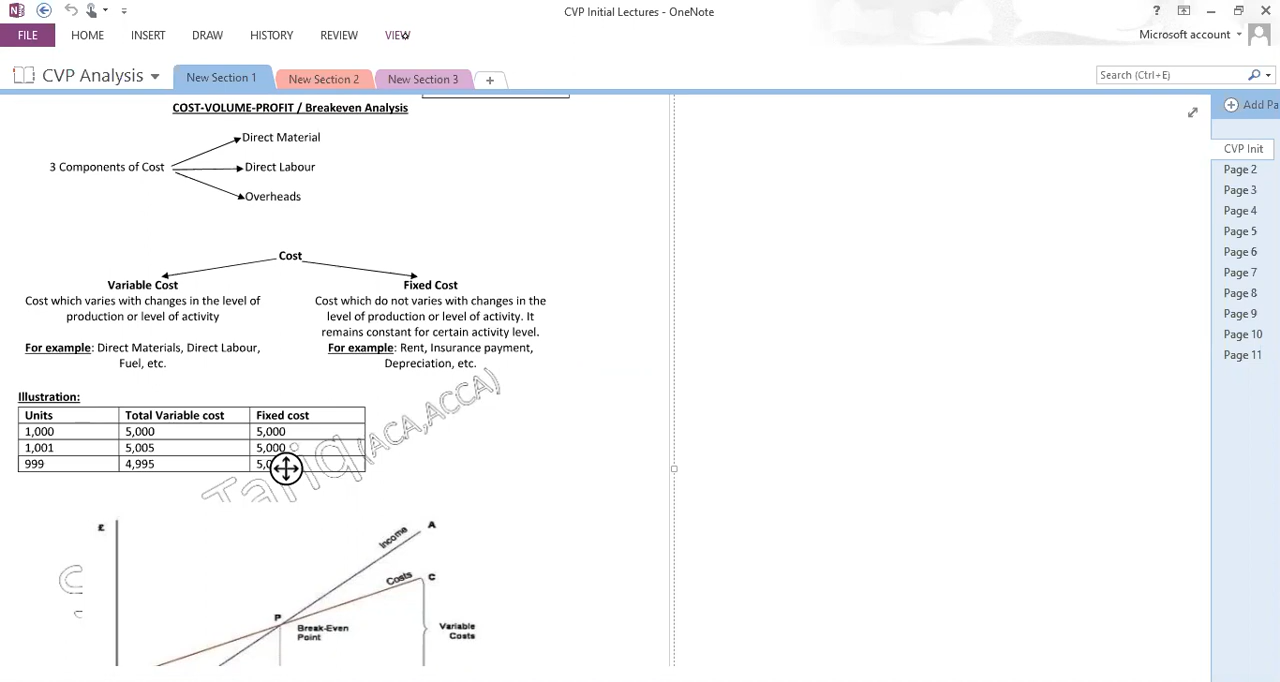 CVP Initial Lectures - OneNote
?
FILE HOME INSERT DRAW HISTORY REVIEW VIEW
Microsoft account
CVP Analysis
New Section 1
New Section 2
New Section 3
+
Search (Ctrl+E)
COST-VOLUME-PROFIT / Breakeven Analysis
Direct Material
3 Components of Cost
Direct Labour
Overheads
Cost
Variable Cost
Cost which varies with changes in the level of
production or level of activity
For example: Direct Materials, Direct Labour,
Fuel, etc.
Fixed Cost
Cost which do not varies with changes in the
level of production or level of activity. It
remains constant for certain activity level.
For example: Rent, Insurance payment,
Depreciation, etc.
Illustration:
Units Total Variable cost Fixed cost
1,000 5,000 5,000
1,001 5,005 5,000
999 4,995
Tariq (ACA,ACCA)
£
Income
A
Costs
C
P
Break-Even
Point
Variable
Costs
Add Pa
CVP Init
Page 2
Page 3
Page 4
Page 5
Page 6
Page 7
Page 8
Page 9
Page 10
Page 11